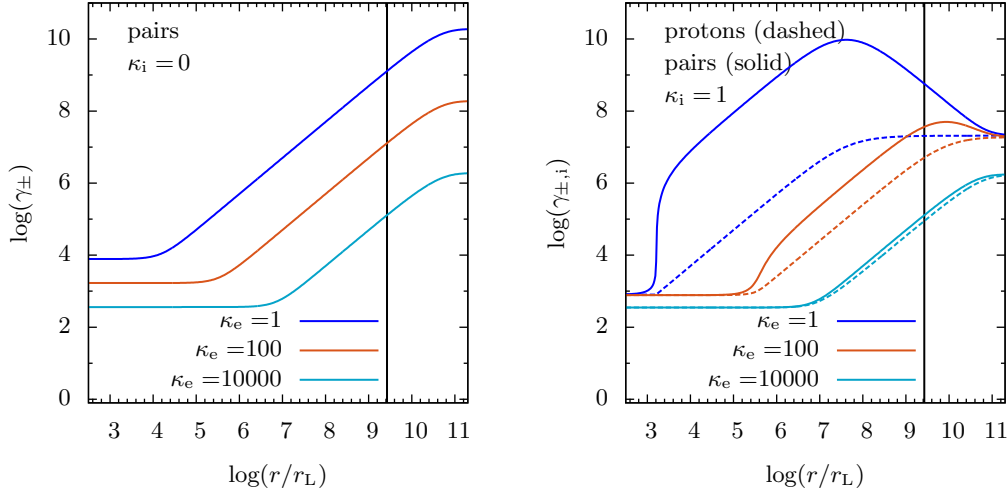 pairs
κi = 0
log(γ±)
10
8
6
4
2
0
κe =1
κe =100
κe =10000
3 4 5 6 7 8 9 10 11
log(r/rL)
protons (dashed)
pairs (solid)
κi = 1
log(γ±,i)
10
8
6
4
2
0
κe =1
κe =100
κe =10000
3 4 5 6 7 8 9 10 11
log(r/rL)